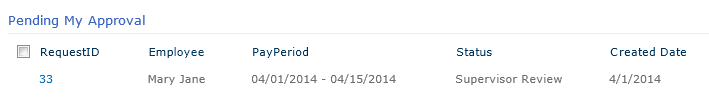 Pending My Approval
RequestID Employee PayPeriod Status Created Date
33 Mary Jane 04/01/2014 - 04/15/2014 Supervisor Review 4/1/2014